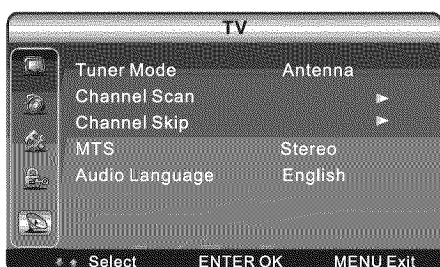 TV
Tuner Mode Antenna
Channel Scan
Channel Skip
MTS Stereo
Audio Language English
Select ENTER OK MENU Exit